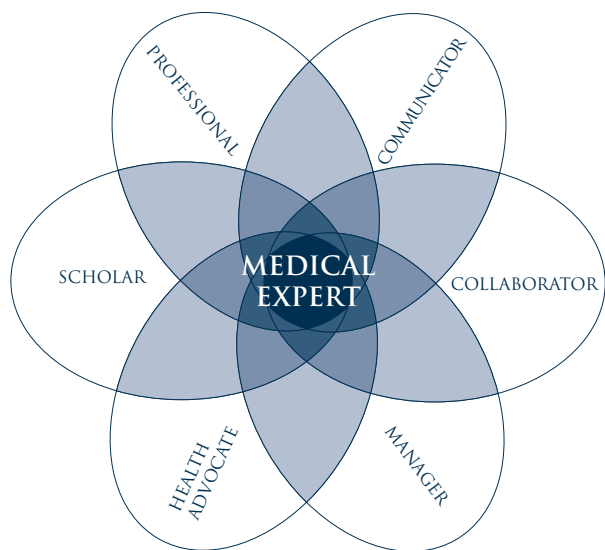 PROFESSIONAL
COMMUNICATOR
SCHOLAR
MEDICAL
EXPERT
COLLABORATOR
HEALTH
ADVOCATE
MANAGER